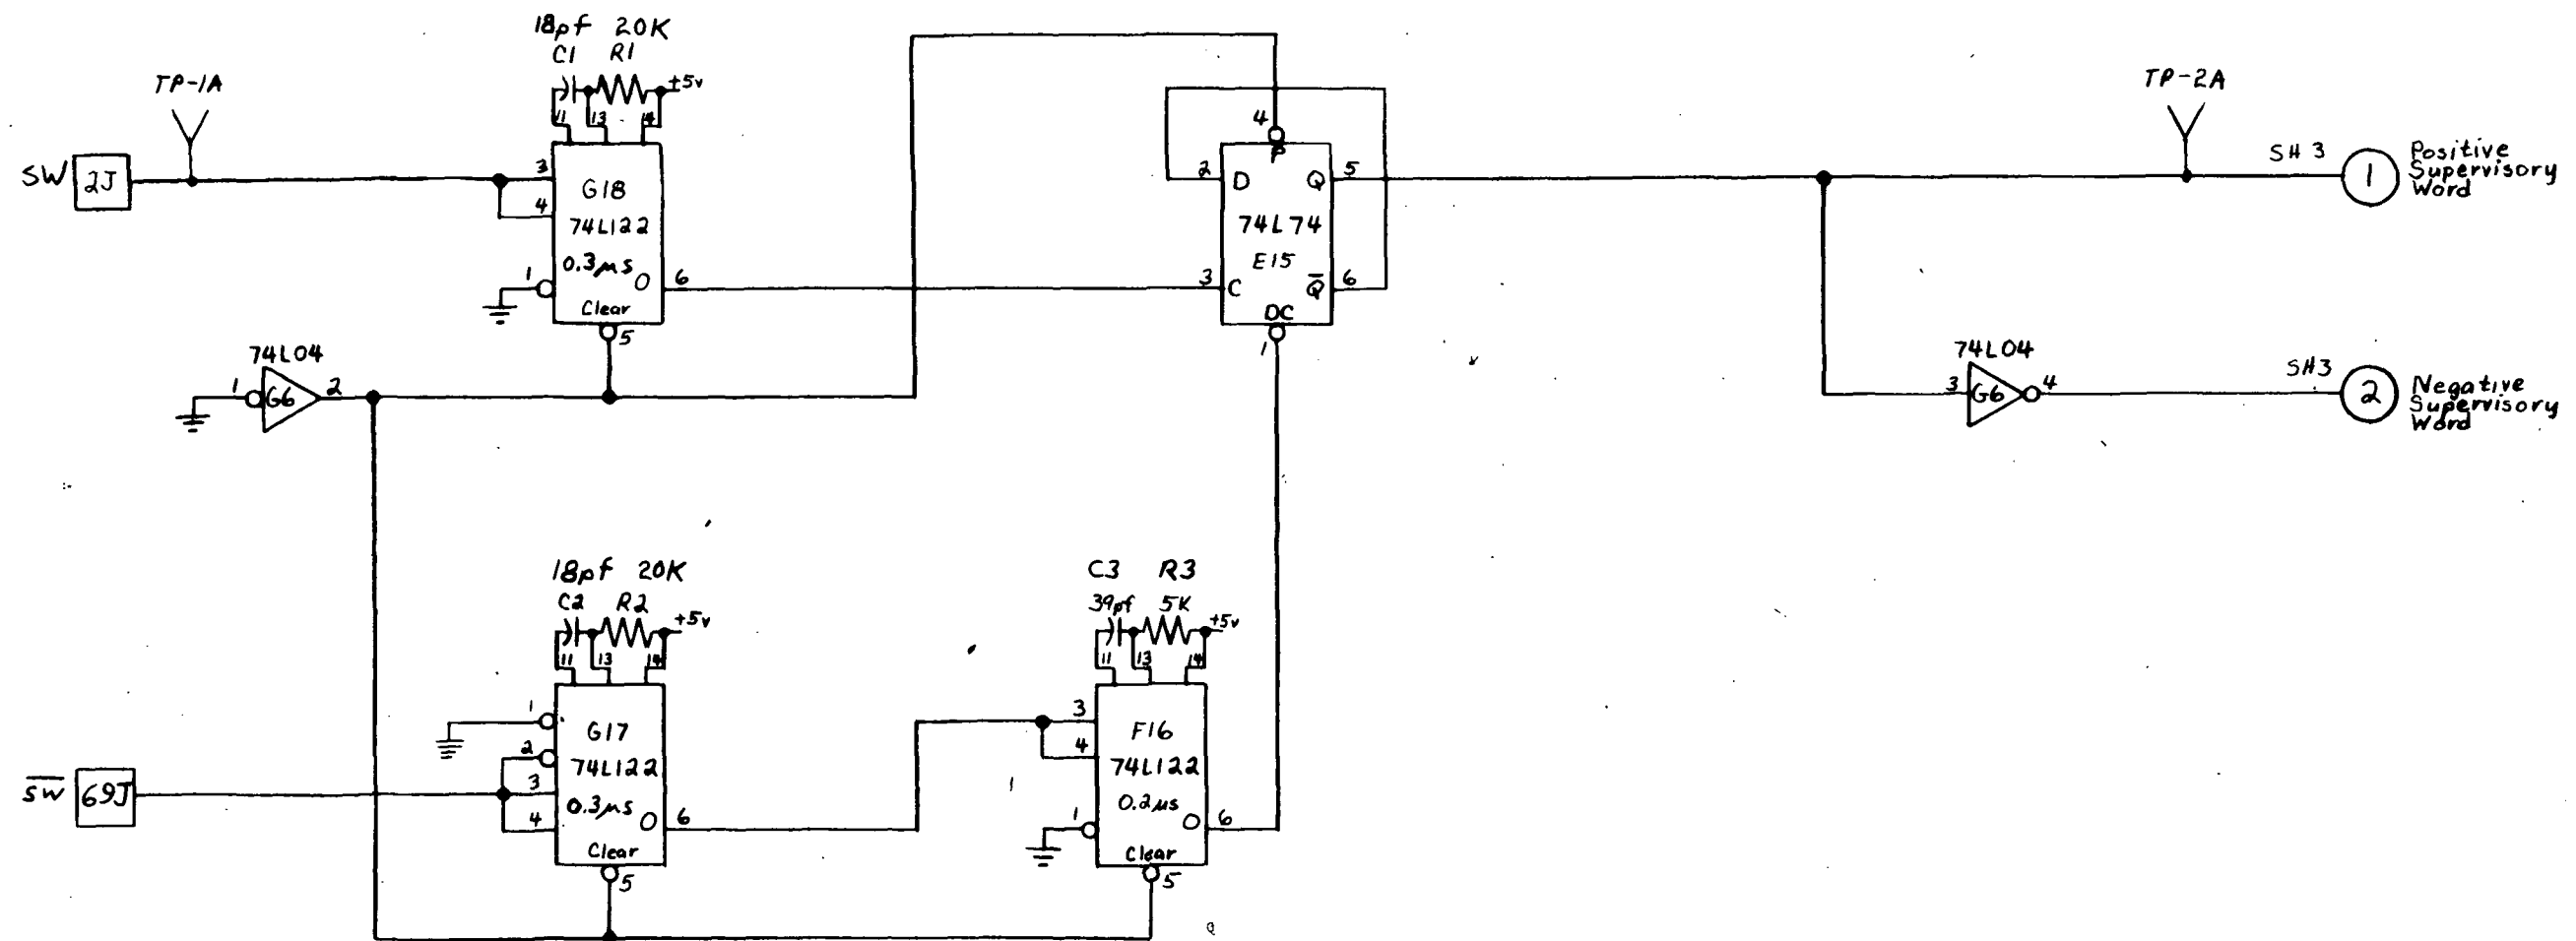 18pf 20K
C1 R1
+5v
11 13 14
TP-1A
SW 2J
3
4
G18
74L122
0.3μs
1
O 6
Clear
5
74L04
1 G6 2
4
P
2 D Q 5
74L74
E15
3 C Q̅ 6
DC
1
TP-2A
SH 3
1
Positive
Supervisory
Word
74L04
3 G6 4
SH3
2
Negative
Supervisory
Word
18pf 20K
C2 R2
+5v
11 13 14
1
2
3
4
G17
74L122
0.3μs
O 6
Clear
5
S̅W̅ 69J
C3 R3
39pf 5K
+5v
11 13 14
3
4
F16
74L122
0.2μs
1
O 6
Clear
5